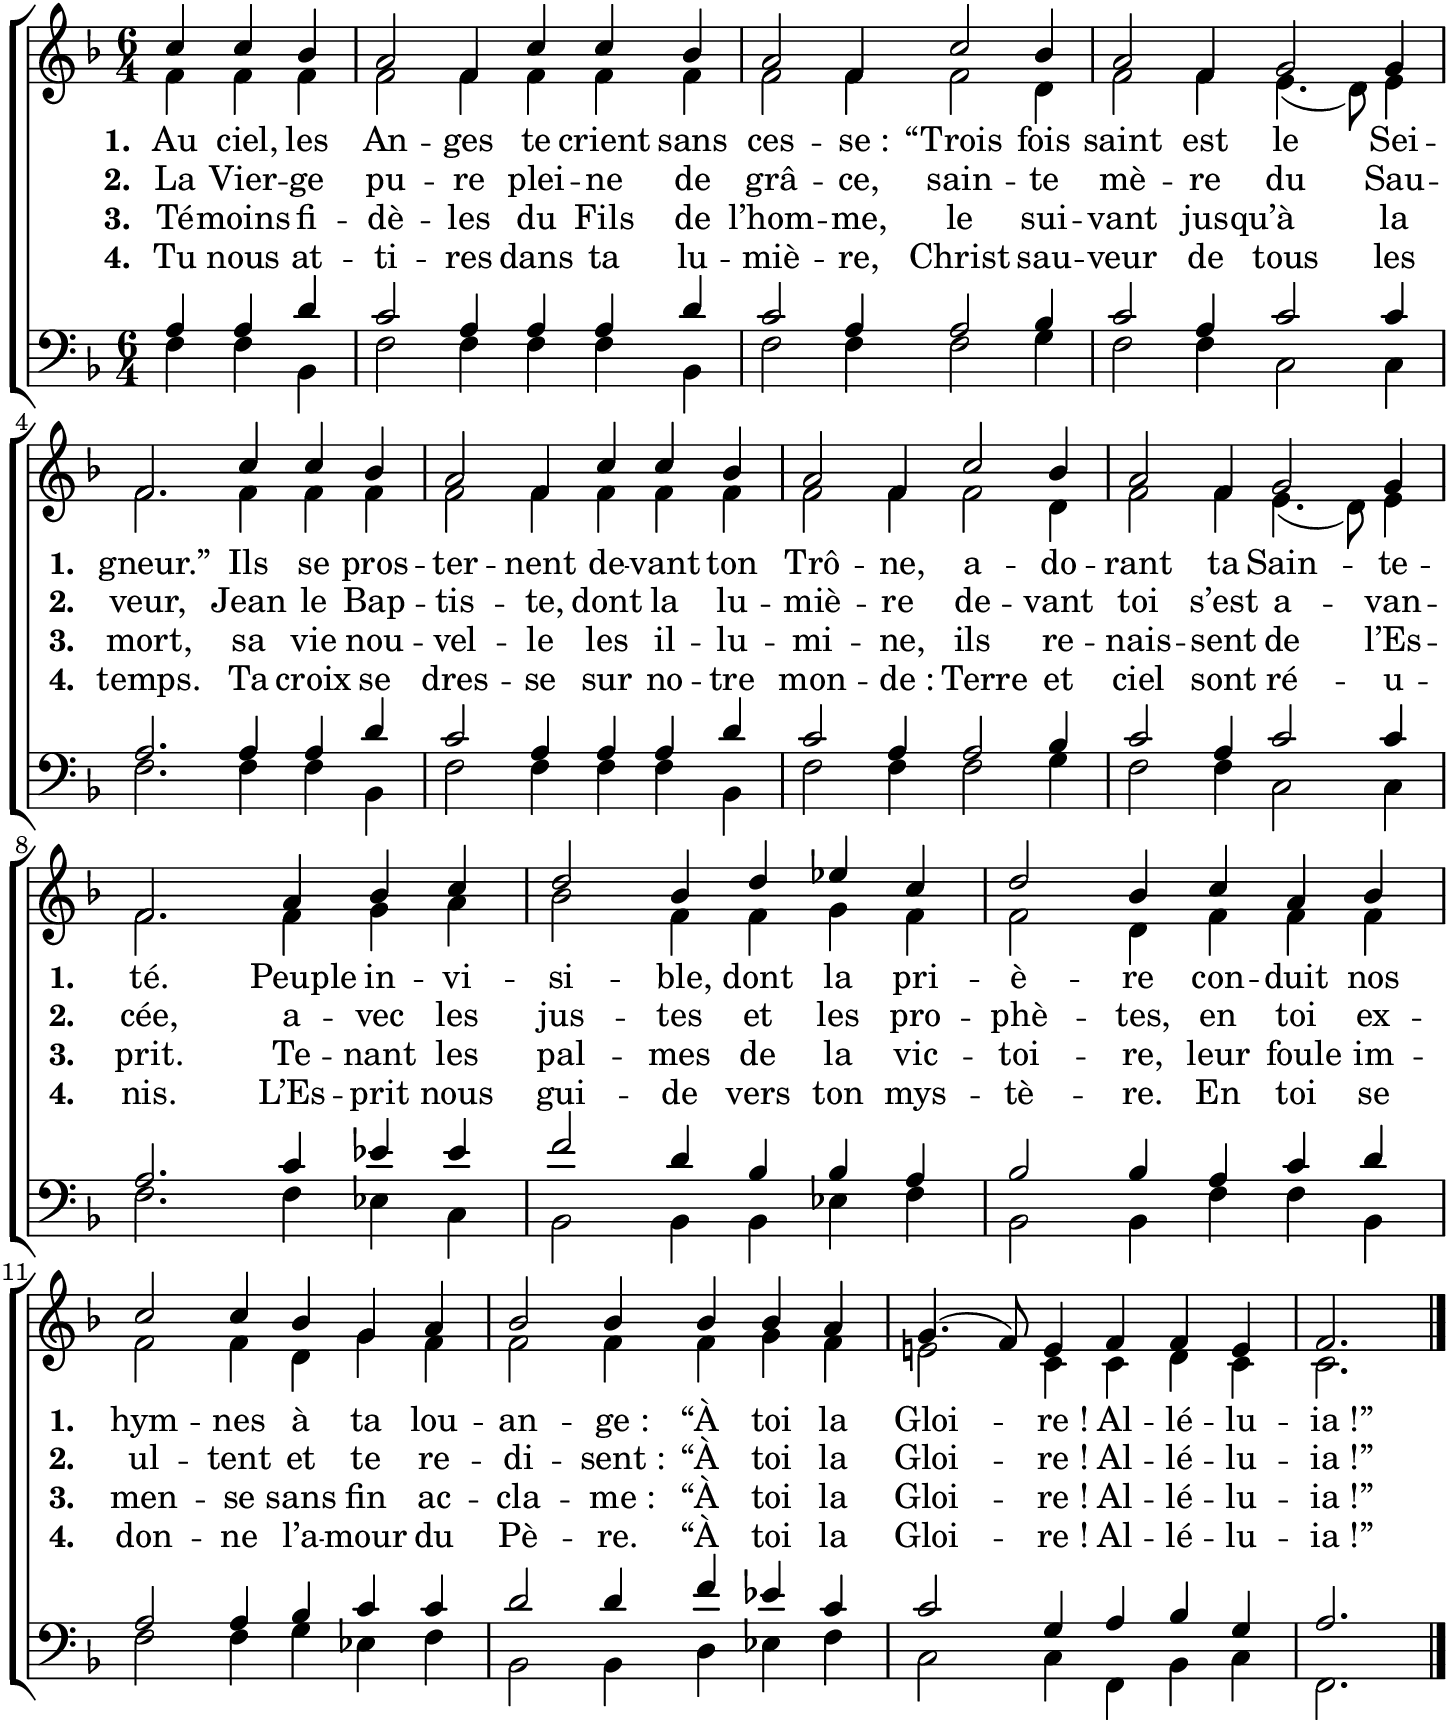 1. Au ciel, les An - ges te crient sans ces - se : “Trois fois saint est le Sei -
2. La Vier - ge pu - re plei - ne de grâ - ce, sain - te mè - re du Sau -
3. Témoins fi - dè - les du Fils de l’hom - me, le sui - vant jusqu’à la
4. Tu nous at - ti - res dans ta lu - miè - re, Christ sau - veur de tous les
4
1. gneur.” Ils se pros - ter - nent de - vant ton Trô - ne, a - do - rant ta Sain - te -
2. veur, Jean le Bap - tis - te, dont la lu - miè - re de - vant toi s’est a - van -
3. mort, sa vie nou - vel - le les il - lu - mi - ne, ils re - nais - sent de l’Es -
4. temps. Ta croix se dres - se sur no - tre mon - de : Terre et ciel sont ré - u -
8
1. té. Peuple in - vi - si - ble, dont la pri - è - re con - duit nos
2. cée, a - vec les jus - tes et les pro - phè - tes, en toi ex -
3. prit. Te - nant les pal - mes de la vic - toi - re, leur foule im -
4. nis. L’Es - prit nous gui - de vers ton mys - tè - re. En toi se
11
1. hym - nes à ta lou - an - ge : “À toi la Gloi - re ! Al - lé - lu - ia !”
2. ul - tent et te re - di - sent : “À toi la Gloi - re ! Al - lé - lu - ia !”
3. men - se sans fin ac - cla - me : “À toi la Gloi - re ! Al - lé - lu - ia !”
4. don - ne l’a - mour du Pè - re. “À toi la Gloi - re ! Al - lé - lu - ia !”